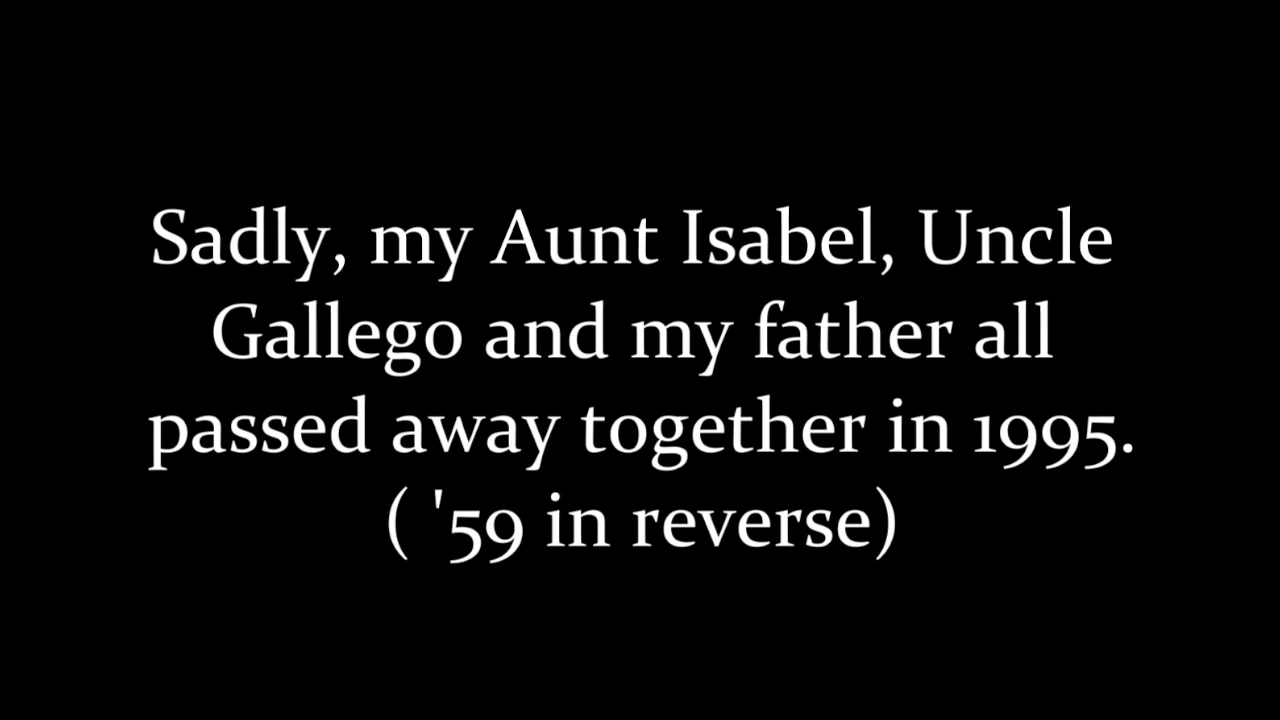 Sadly, my Aunt Isabel, Uncle
Gallego and my father all
passed away together in 1995.
( '59 in reverse)